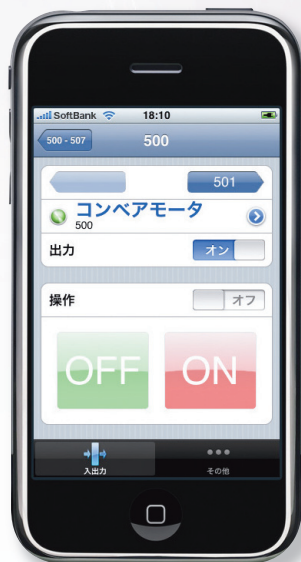 SoftBank 18:10
500 - 507 500
501
コンベアモータ
500
出力 オン
操作 オフ
OFF ON
入出力 その他